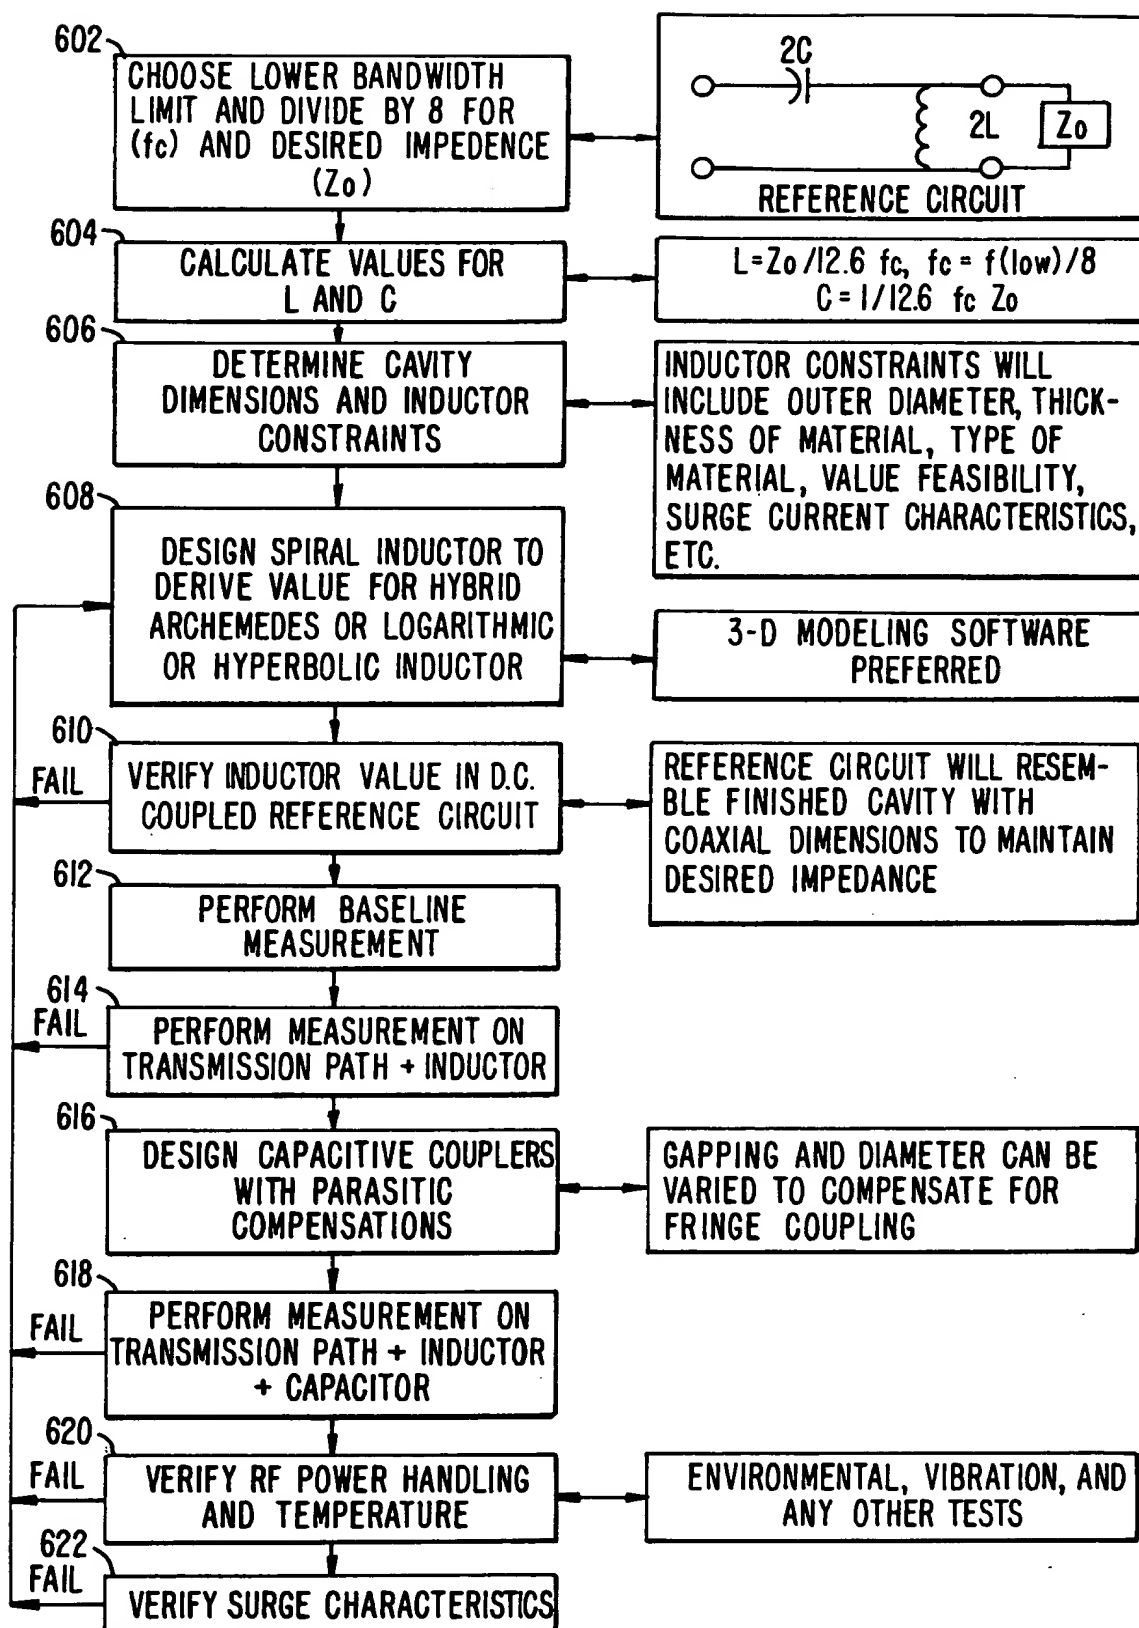 602
CHOOSE LOWER BANDWIDTH
LIMIT AND DIVIDE BY 8 FOR
(fc) AND DESIRED IMPEDENCE
(Zo)
2C
2L
Zo
REFERENCE CIRCUIT
604
CALCULATE VALUES FOR
L AND C
L=Zo/12.6 fc, fc = f(low)/8
C = 1/12.6 fc Zo
606
DETERMINE CAVITY
DIMENSIONS AND INDUCTOR
CONSTRAINTS
INDUCTOR CONSTRAINTS WILL
INCLUDE OUTER DIAMETER, THICK-
NESS OF MATERIAL, TYPE OF
MATERIAL, VALUE FEASIBILITY,
SURGE CURRENT CHARACTERISTICS,
ETC.
608
DESIGN SPIRAL INDUCTOR TO
DERIVE VALUE FOR HYBRID
ARCHEMEDES OR LOGARITHMIC
OR HYPERBOLIC INDUCTOR
3-D MODELING SOFTWARE
PREFERRED
610
FAIL
VERIFY INDUCTOR VALUE IN D.C.
COUPLED REFERENCE CIRCUIT
REFERENCE CIRCUIT WILL RESEM-
BLE FINISHED CAVITY WITH
COAXIAL DIMENSIONS TO MAINTAIN
DESIRED IMPEDANCE
612
PERFORM BASELINE
MEASUREMENT
614
FAIL
PERFORM MEASUREMENT ON
TRANSMISSION PATH + INDUCTOR
616
DESIGN CAPACITIVE COUPLERS
WITH PARASITIC
COMPENSATIONS
GAPPING AND DIAMETER CAN BE
VARIED TO COMPENSATE FOR
FRINGE COUPLING
618
FAIL
PERFORM MEASUREMENT ON
TRANSMISSION PATH + INDUCTOR
+ CAPACITOR
620
FAIL
VERIFY RF POWER HANDLING
AND TEMPERATURE
ENVIRONMENTAL, VIBRATION, AND
ANY OTHER TESTS
622
FAIL
VERIFY SURGE CHARACTERISTICS